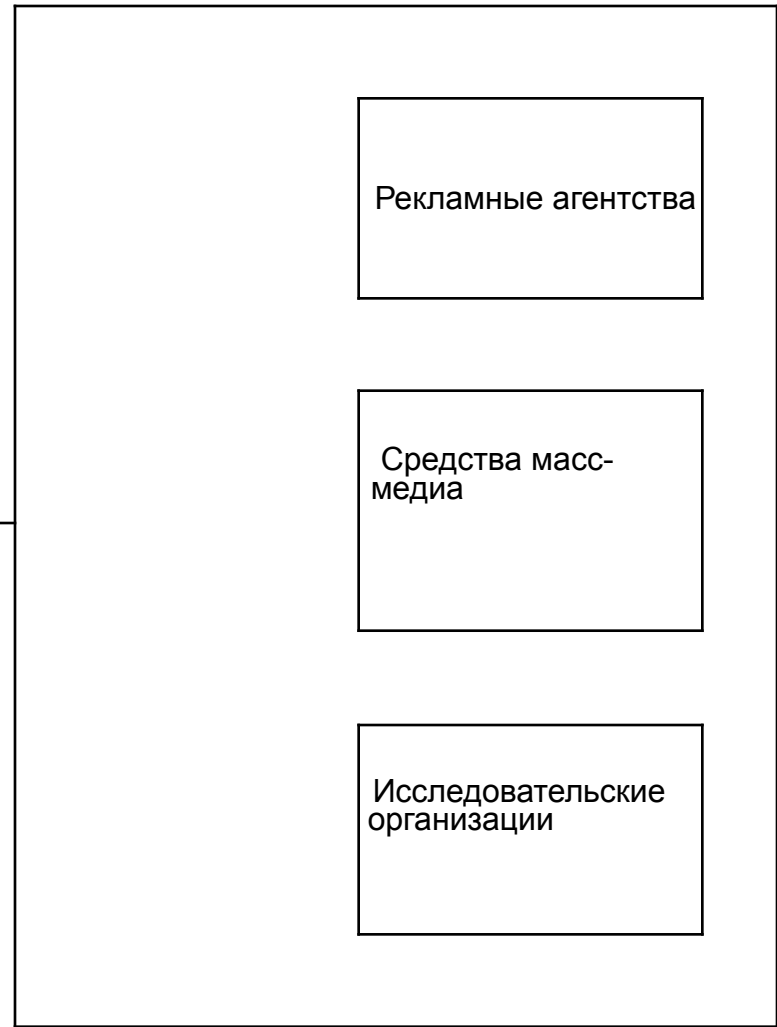 Рекламные агентства
Средства масс-
медиа
Исследовательские
организации